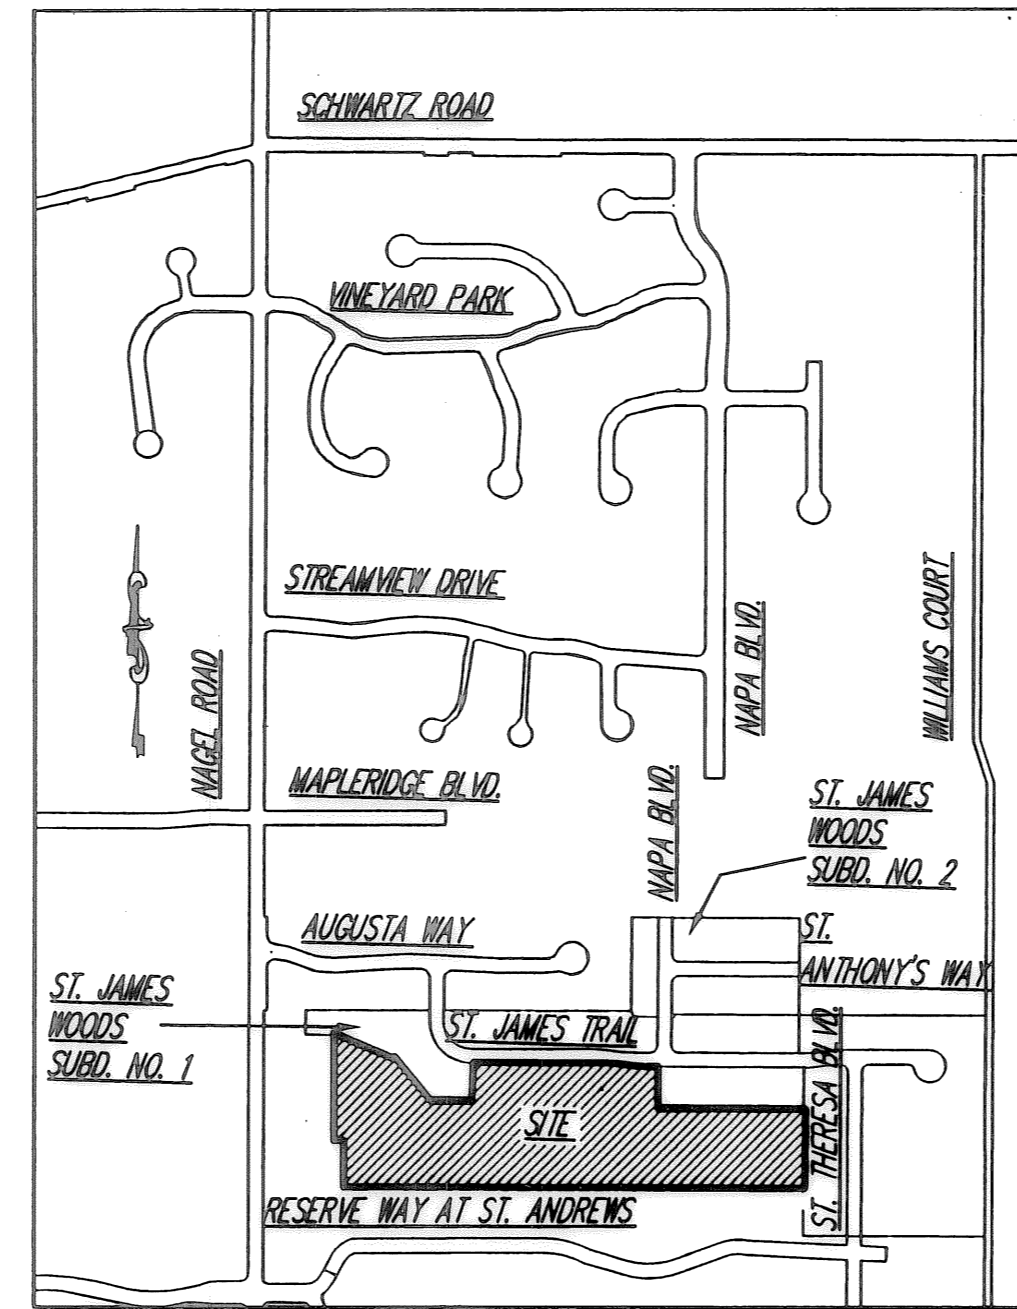 SCHWARTZ ROAD
VINEYARD PARK
STREAMVIEW DRIVE
NAGEL ROAD
NAPA BLVD.
WILLIAMS COURT
MAPLERIDGE BLVD.
NAPA BLVD.
ST. JAMES
WOODS
SUBD. NO. 2
AUGUSTA WAY
ST.
ANTHONY'S WAY
ST. JAMES
WOODS
SUBD. NO. 1
ST. JAMES TRAIL
ST. THERESA BLVD.
SITE
RESERVE WAY AT ST. ANDREWS